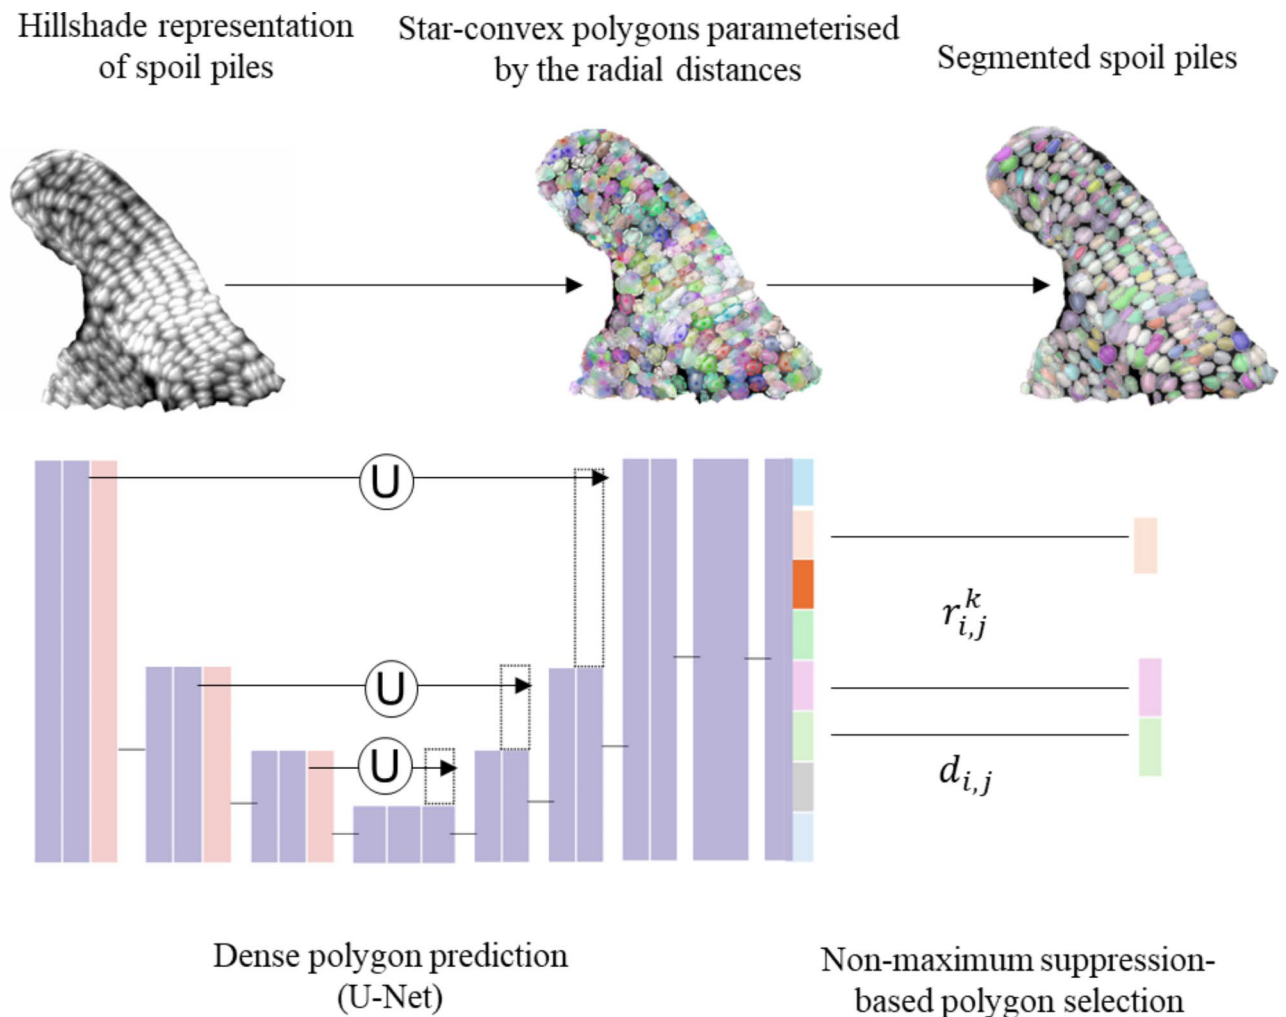 Hillshade representation
of spoil piles
Star-convex polygons parameterised
by the radial distances
Segmented spoil piles
U
U
U
$r_{i,j}^{k}$
$d_{i,j}$
Dense polygon prediction
(U-Net)
Non-maximum suppression-
based polygon selection